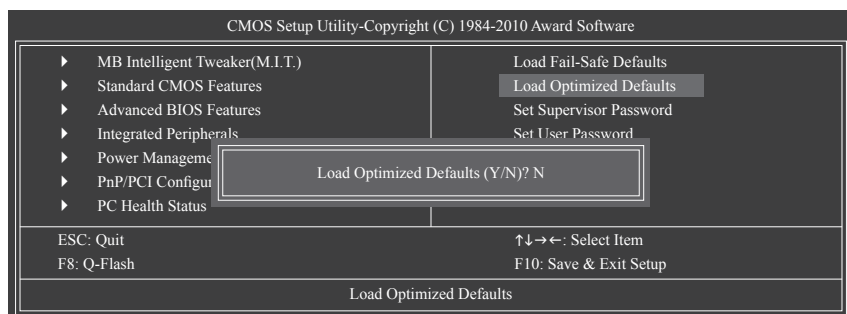 CMOS Setup Utility-Copyright (C) 1984-2010 Award Software
MB Intelligent Tweaker(M.I.T.)
Standard CMOS Features
Advanced BIOS Features
Integrated Peripherals
Power Manageme
PnP/PCI Configur
PC Health Status
Load Fail-Safe Defaults
Load Optimized Defaults
Set Supervisor Password
Set User Password
Load Optimized Defaults (Y/N)? N
ESC: Quit
↑↓→←: Select Item
F8: Q-Flash
F10: Save & Exit Setup
Load Optimized Defaults